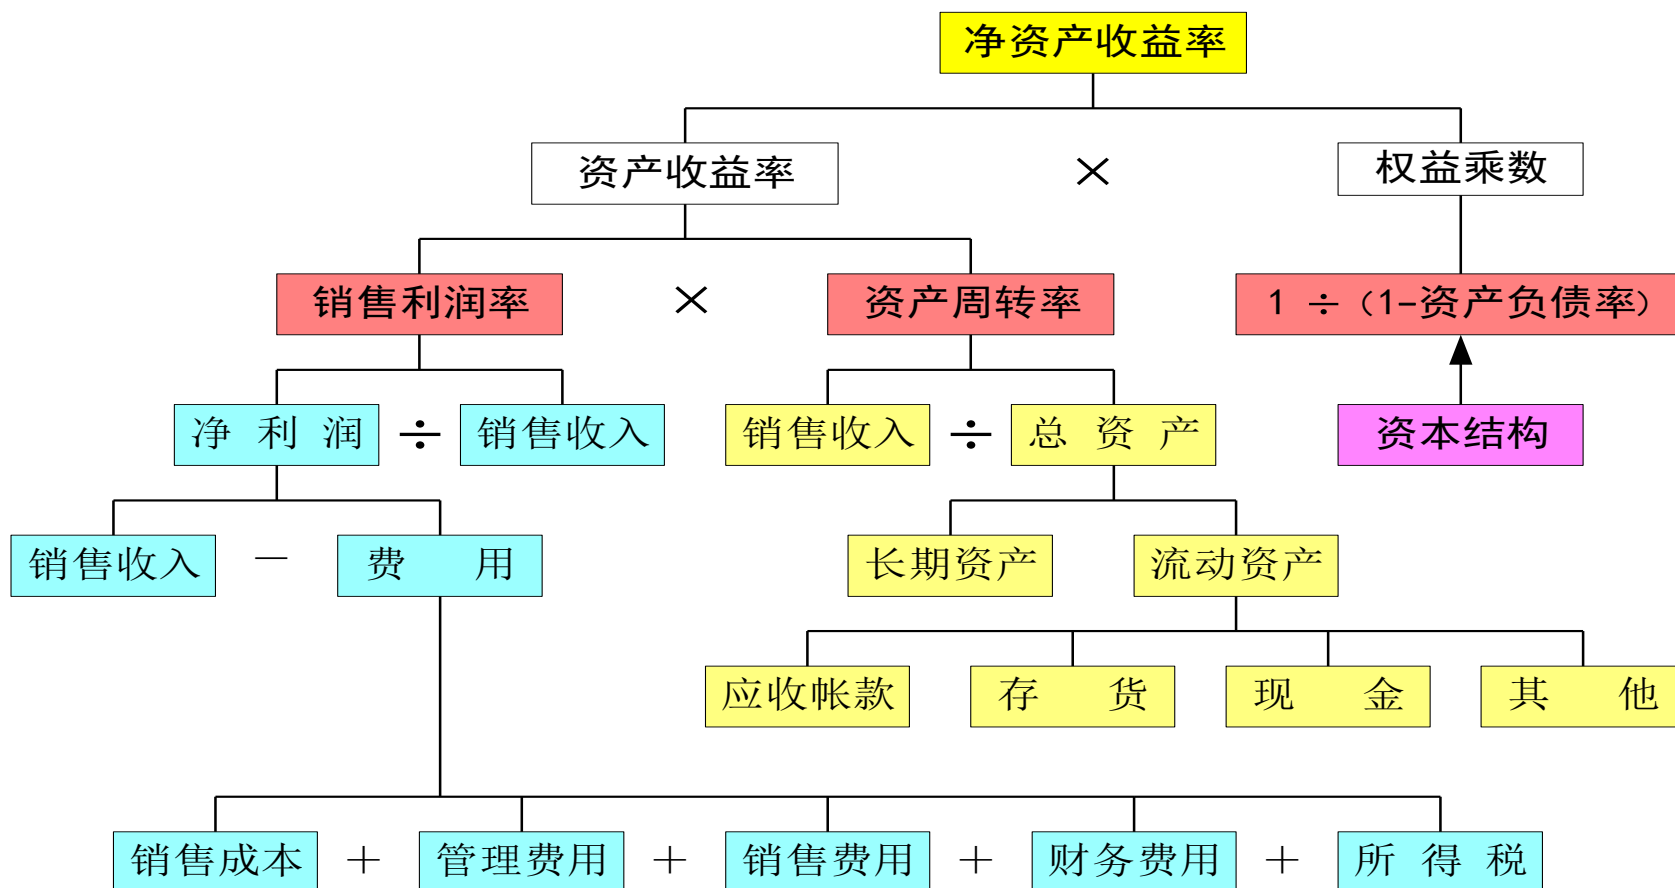 净资产收益率
资产收益率 × 权益乘数
销售利润率 × 资产周转率 1 ÷（1-资产负债率）
净 利 润 ÷ 销售收入 销售收入 ÷ 总 资 产 资本结构
销售收入 － 费 用 长期资产 流动资产
应收帐款 存 货 现 金 其 他
销售成本 ＋ 管理费用 ＋ 销售费用 ＋ 财务费用 ＋ 所 得 税